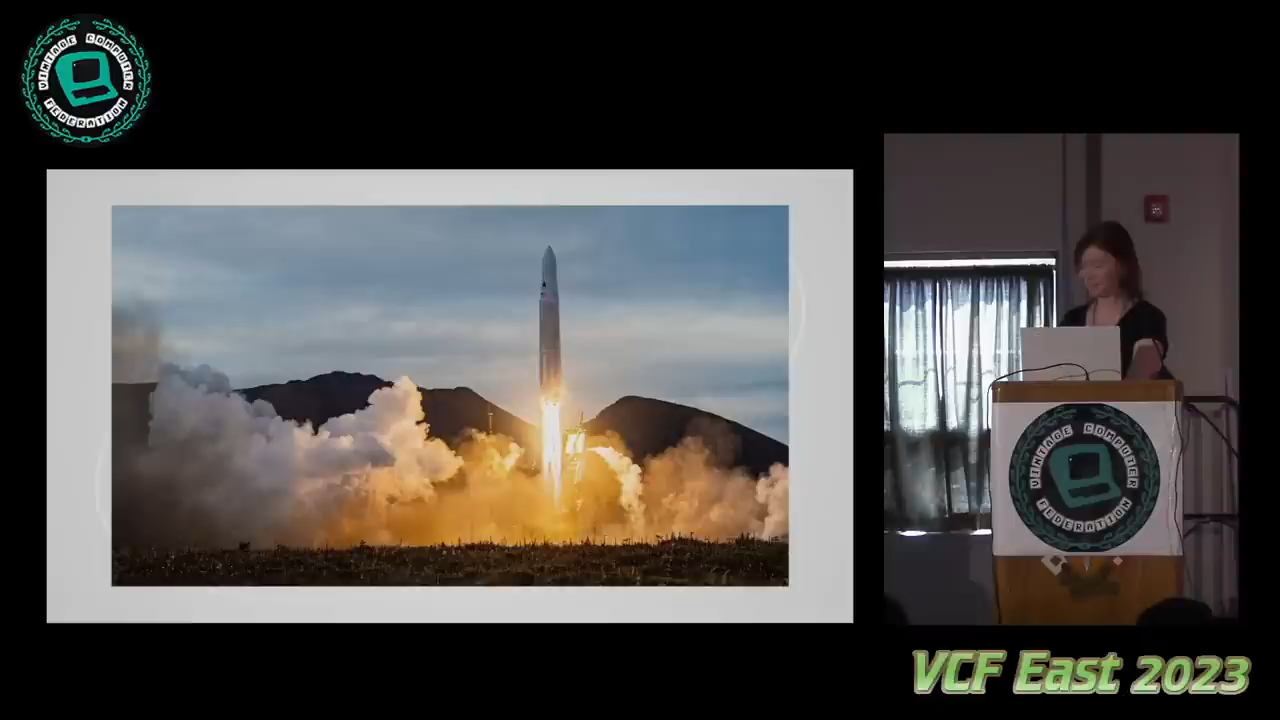 VINTAGE COMPUTER
FEDERATION
VINTAGE COMPUTER
FEDERATION
VCF East 2023